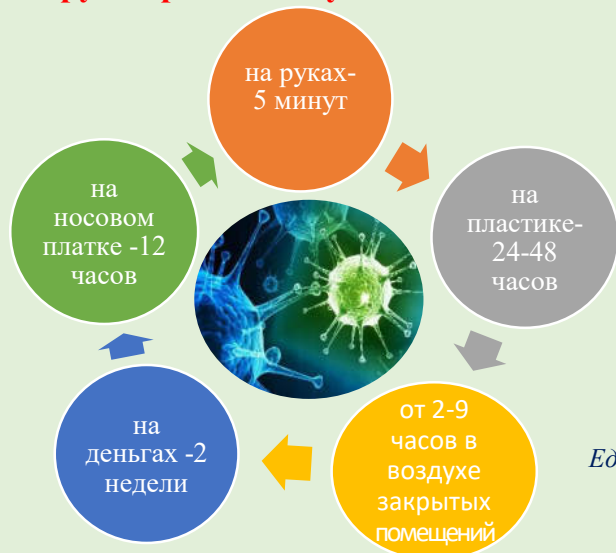 на руках-
5 минут
на
пластике-
24-48
часов
от 2-9
часов в
воздухе
закрытых
помещений
на
деньгах -2
недели
на
носовом
платке -12
часов